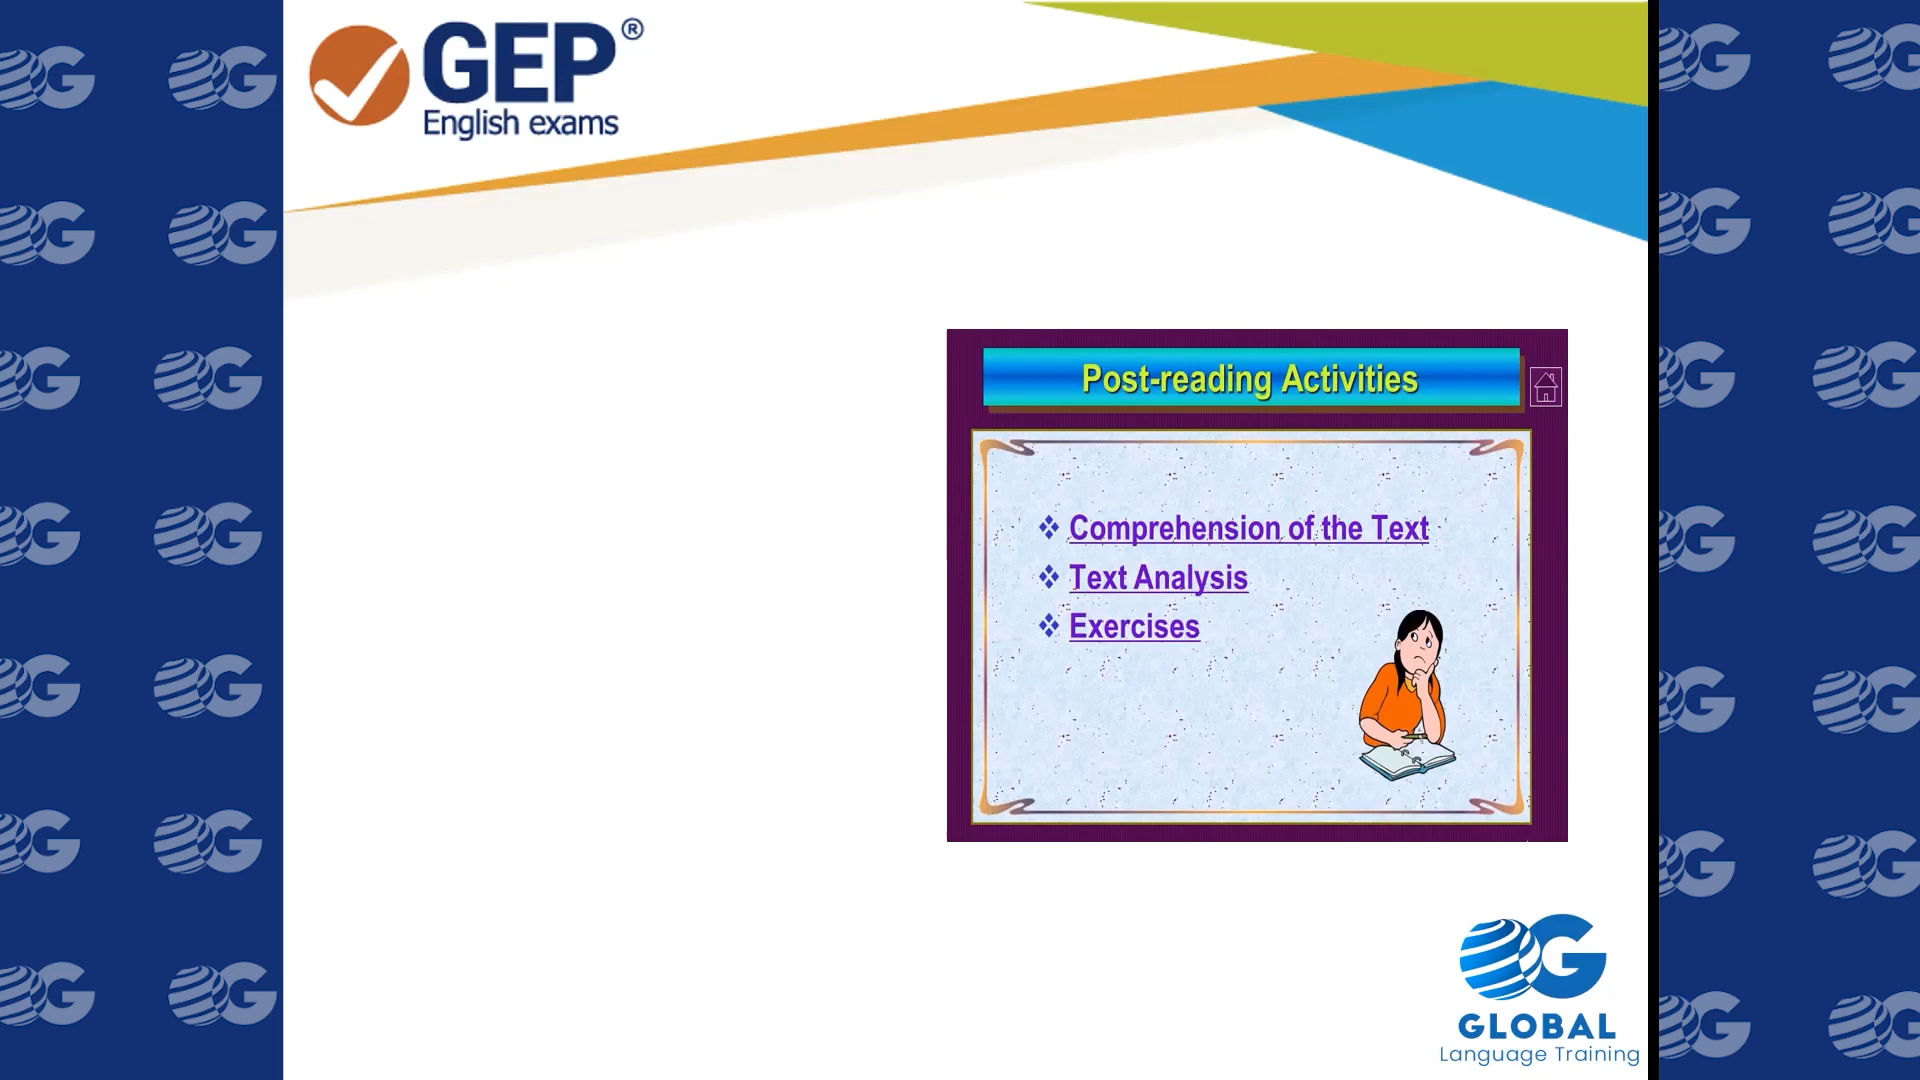 GEP®
English exams
Post-reading Activities
Comprehension of the Text
Text Analysis
Exercises
GLOBAL
Language Training